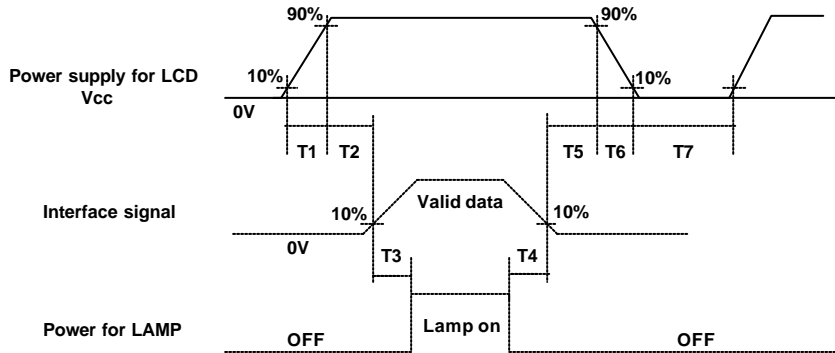 90%
90%
Power supply for LCD
Vcc
10%
10%
0V
T1
T2
T5
T6
T7
Interface signal
10%
Valid data
10%
0V
T3
T4
Power for LAMP
OFF
Lamp on
OFF